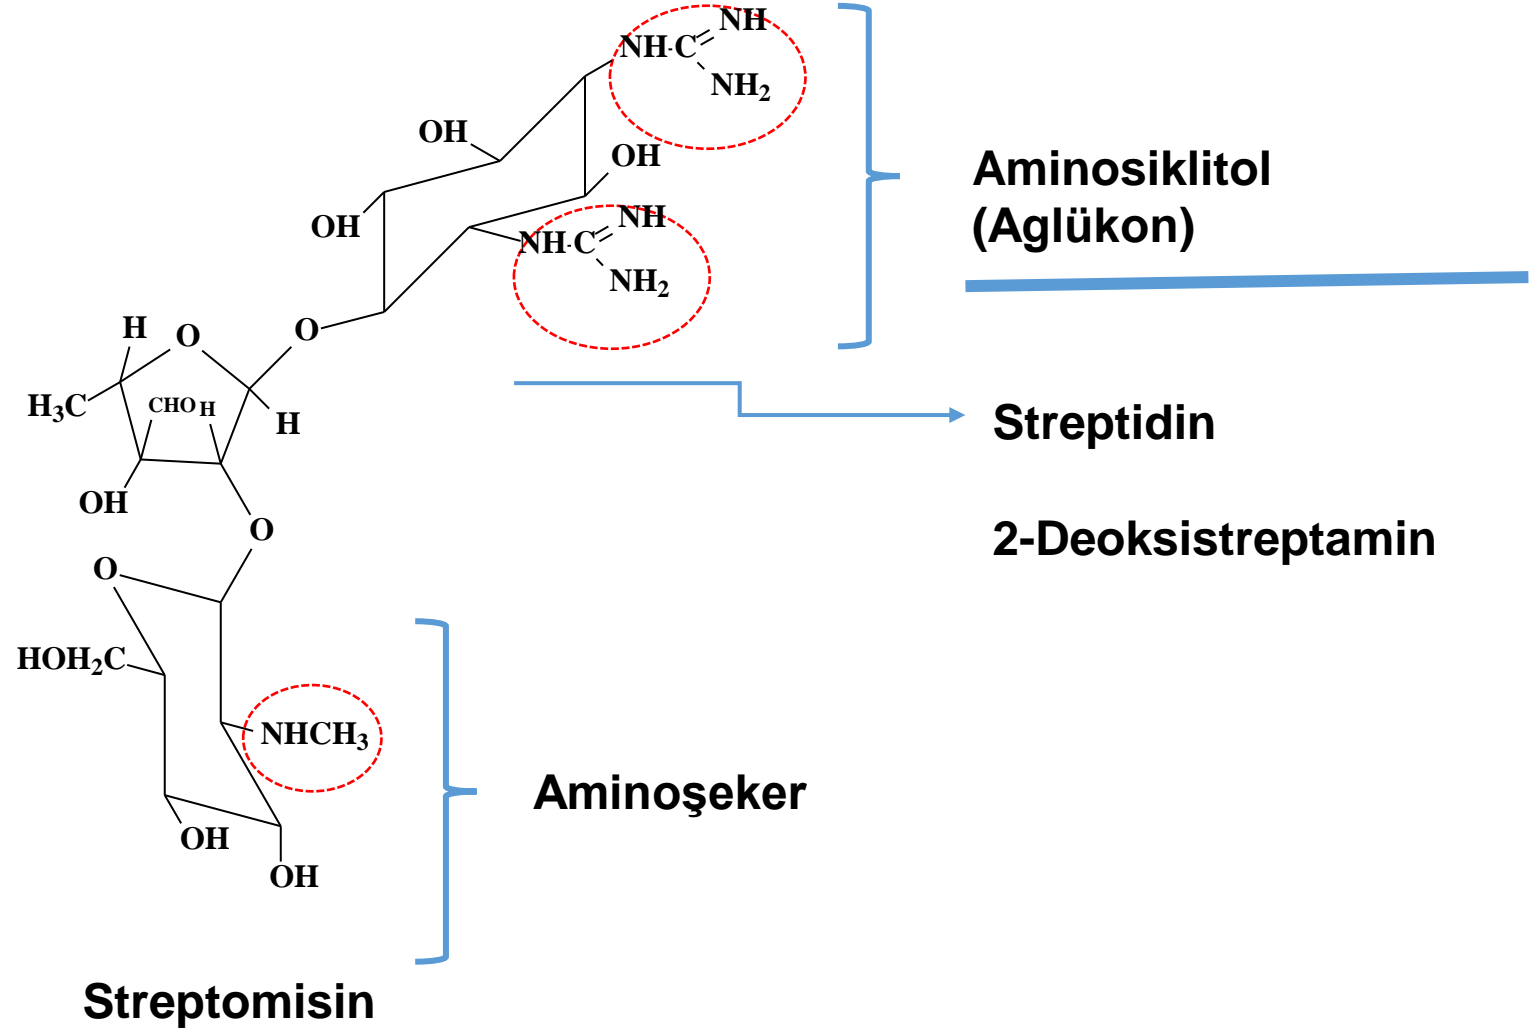 NH
NH-C
NH₂
OH
OH
OH
NH
NH-C
NH₂
Aminosiklitol
(Aglükon)
H
O
O
H₃C
CHO
H
H
OH
O
Streptidin
2-Deoksistreptamin
O
HOH₂C
NHCH₃
OH
OH
Aminoşeker
Streptomisin